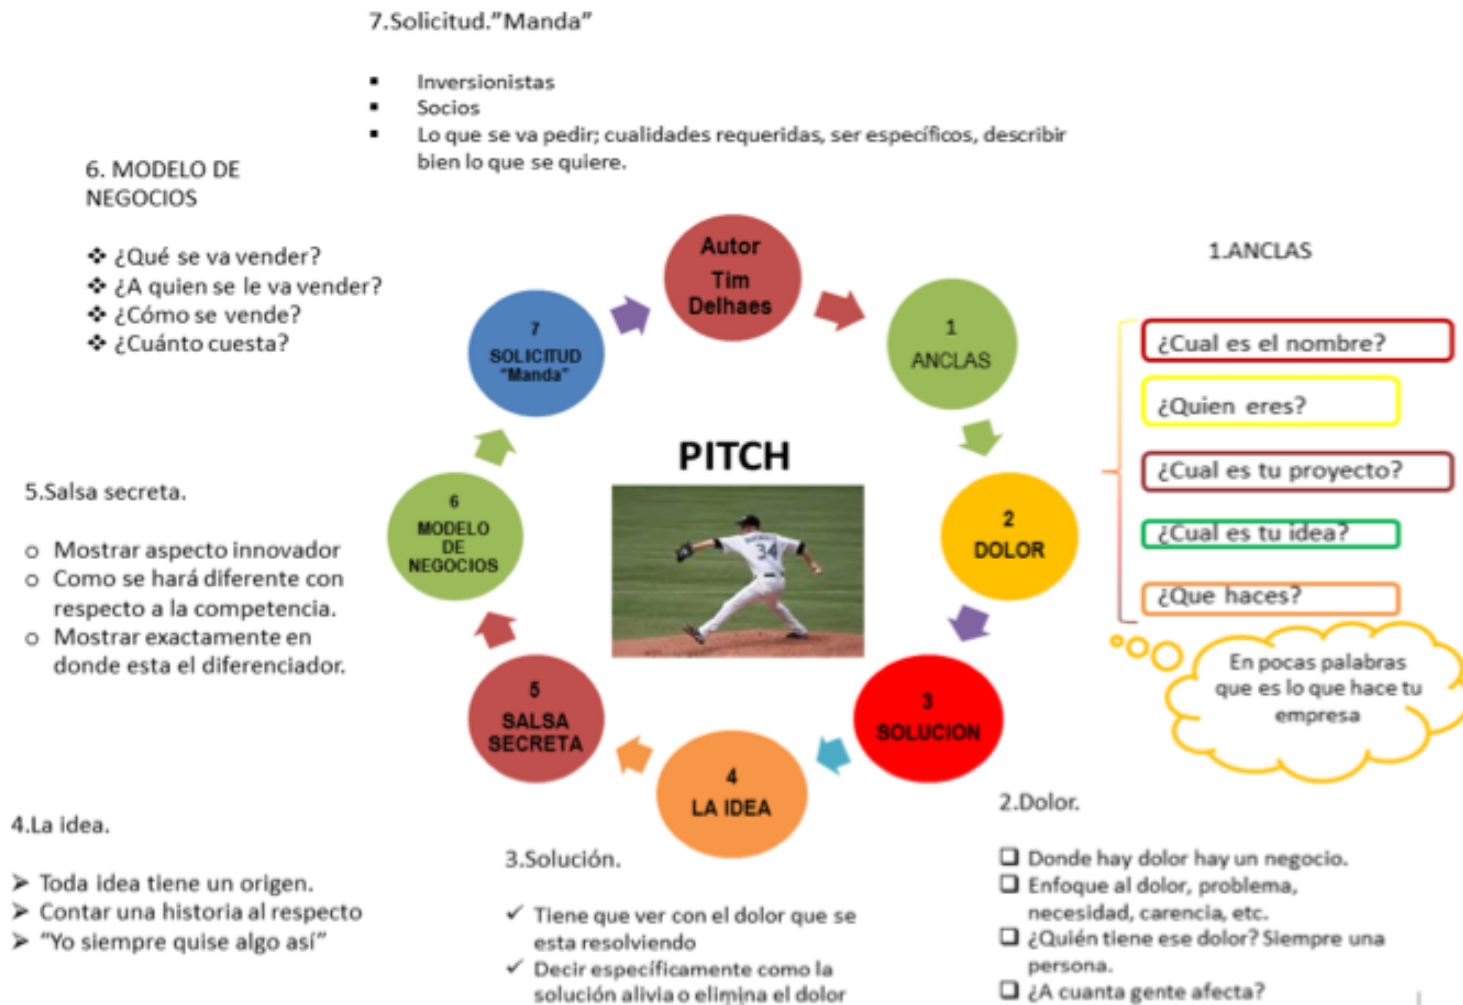 7.Solicitud."Manda"
▪ Inversionistas
▪ Socios
▪ Lo que se va pedir; cualidades requeridas, ser específicos, describir
bien lo que se quiere.
6. MODELO DE
NEGOCIOS
❖ ¿Qué se va vender?
❖ ¿A quien se le va vender?
❖ ¿Cómo se vende?
❖ ¿Cuánto cuesta?
Autor
Tim
Delhaes
1
ANCLAS
2
DOLOR
3
SOLUCION
4
LA IDEA
5
SALSA
SECRETA
6
MODELO
DE
NEGOCIOS
7
SOLICITUD
"Manda"
PITCH
34
1.ANCLAS
¿Cual es el nombre?
¿Quien eres?
¿Cual es tu proyecto?
¿Cual es tu idea?
¿Que haces?
En pocas palabras
que es lo que hace tu
empresa
5.Salsa secreta.
o Mostrar aspecto innovador
o Como se hará diferente con
respecto a la competencia.
o Mostrar exactamente en
donde esta el diferenciador.
4.La idea.
➢ Toda idea tiene un origen.
➢ Contar una historia al respecto
➢ "Yo siempre quise algo así"
3.Solución.
✓ Tiene que ver con el dolor que se
esta resolviendo
✓ Decir específicamente como la
solución alivia o elimina el dolor
2.Dolor.
❑ Donde hay dolor hay un negocio.
❑ Enfoque al dolor, problema,
necesidad, carencia, etc.
❑ ¿Quién tiene ese dolor? Siempre una
persona.
❑ ¿A cuanta gente afecta?